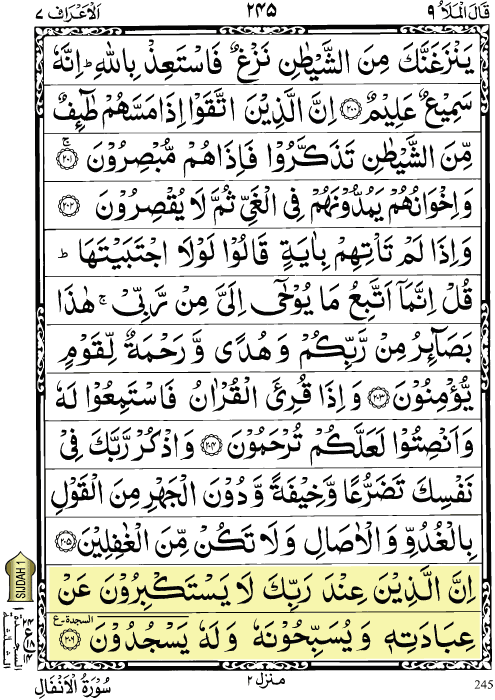 قَالَ الْمَلَاُ ٩ ٢٤٥ اَلْاَعْرَاف ٧
يَنْزَغَنَّكَ مِنَ الشَّيْطٰنِ نَزْغٌ فَاسْتَعِذْ بِاللّٰهِ ؕ اِنَّهٗ
سَمِيْعٌ عَلِيْمٌ ﴿٢٠٠﴾ اِنَّ الَّذِيْنَ اتَّقَوْا اِذَا مَسَّهُمْ طٰٓئِفٌ
مِّنَ الشَّيْطٰنِ تَذَكَّرُوْا فَاِذَاهُمْ مُّبْصِرُوْنَ ۚ ﴿٢٠١﴾
وَاِخْوَانُهُمْ يَمُدُّوْنَهُمْ فِى الْغَىِّ ثُمَّ لَا يُقْصِرُوْنَ ﴿٢٠٢﴾
وَاِذَا لَمْ تَاْتِهِمْ بِاٰيَةٍ قَالُوْا لَوْلَا اجْتَبَيْتَهَا ؕ
قُلْ اِنَّمَاۤ اَتَّبِعُ مَا يُوْحٰٓى اِلَىَّ مِنْ رَّبِّىْ ۚ هٰذَا
بَصَآئِرُ مِنْ رَّبِّكُمْ وَهُدًى وَّرَحْمَةٌ لِّقَوْمٍ
يُّؤْمِنُوْنَ ﴿٢٠٣﴾ وَاِذَا قُرِئَ الْقُرْاٰنُ فَاسْتَمِعُوْا لَهٗ
وَاَنْصِتُوْا لَعَلَّكُمْ تُرْحَمُوْنَ ﴿٢٠٤﴾ وَاذْكُرْ رَّبَّكَ فِىْ
نَفْسِكَ تَضَرُّعًا وَّخِيْفَةً وَّدُوْنَ الْجَهْرِ مِنَ الْقَوْلِ
بِالْغُدُوِّ وَالْاٰصَالِ وَلَا تَكُنْ مِّنَ الْغٰفِلِيْنَ ﴿٢٠٥﴾
اِنَّ الَّذِيْنَ عِنْدَ رَبِّكَ لَا يَسْتَكْبِرُوْنَ عَنْ
عِبَادَتِهٖ وَيُسَبِّحُوْنَهٗ وَلَهٗ يَسْجُدُوْنَ السجدة ع ﴿٢٠٦﴾
SIJDAH 1
سُوْرَةُ الْاَنْفَالِ منزل ٢ 245